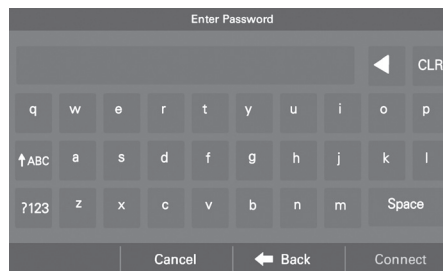 Enter Password
CLR
q w e r t y u i o p
ABC a s d f g h j k l
?123 z x c v b n m Space
Cancel Back Connect